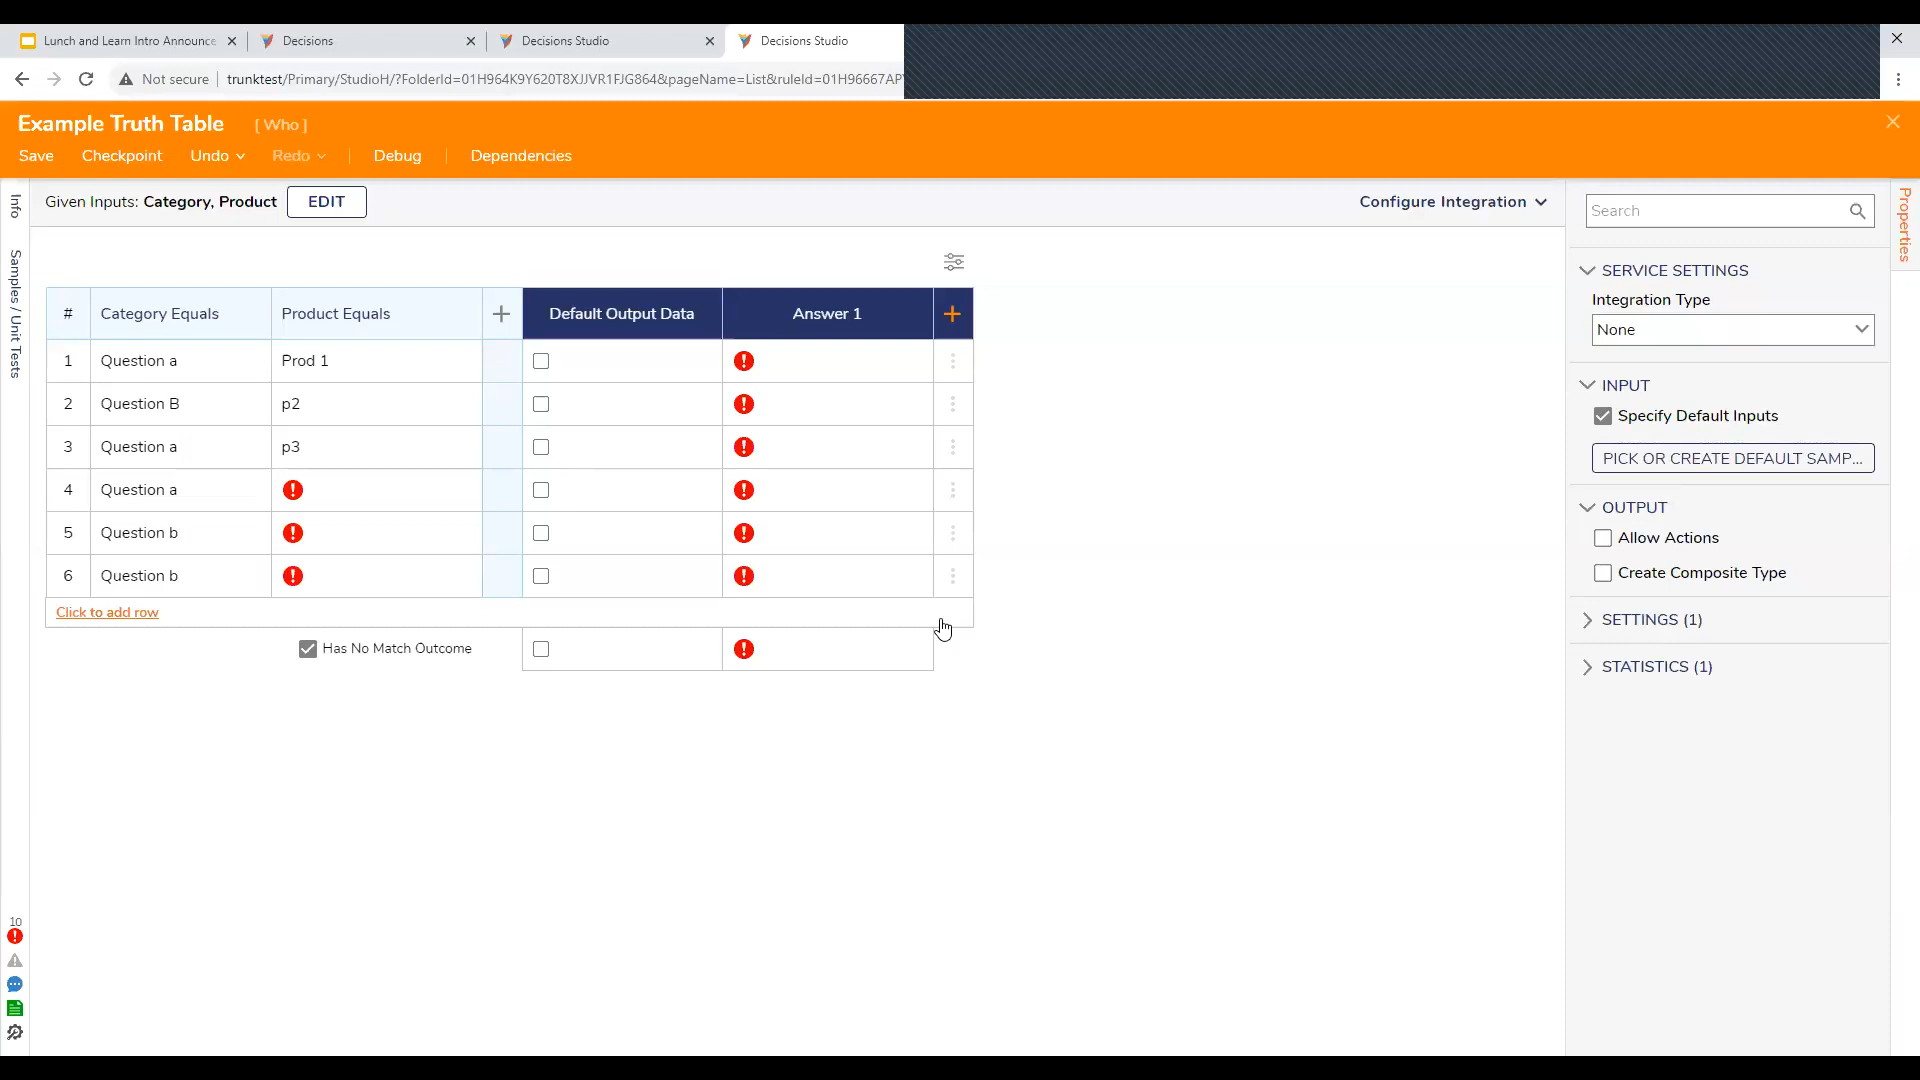 Lunch and Learn Intro Announce
Decisions
Decisions Studio
Decisions Studio
Not secure trunktest/Primary/StudioH/?FolderId=01H964K9Y620T8XJJVR1FJG864&pageName=List&ruleId=01H96667AP
Example Truth Table [ Who ]
Save Checkpoint Undo Redo Debug Dependencies
Info
Samples / Unit Tests
Given Inputs: Category, Product EDIT Configure Integration
# Category Equals Product Equals Default Output Data Answer 1
1 Question a Prod 1
2 Question B p2
3 Question a p3
4 Question a
5 Question b
6 Question b
Click to add row
Has No Match Outcome
10
Search
Properties
SERVICE SETTINGS
Integration Type
None
INPUT
Specify Default Inputs
PICK OR CREATE DEFAULT SAMP...
OUTPUT
Allow Actions
Create Composite Type
SETTINGS (1)
STATISTICS (1)